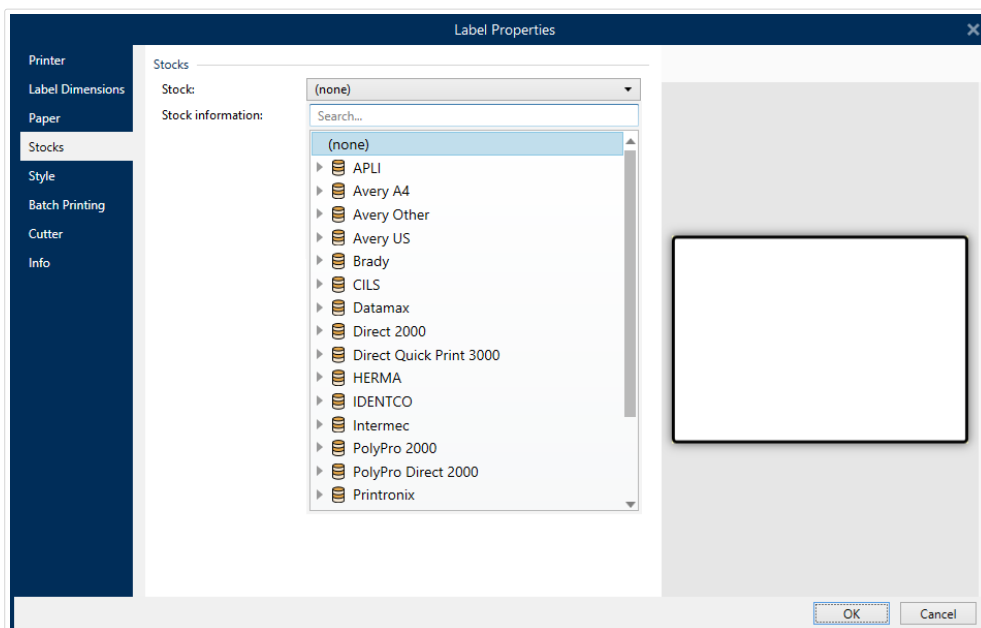 Label Properties
Printer
Label Dimensions
Paper
Stocks
Style
Batch Printing
Cutter
Info
Stocks
Stock: (none)
Stock information: Search...
(none)
APLI
Avery A4
Avery Other
Avery US
Brady
CILS
Datamax
Direct 2000
Direct Quick Print 3000
HERMA
IDENTCO
Intermec
PolyPro 2000
PolyPro Direct 2000
Printronix
OK Cancel